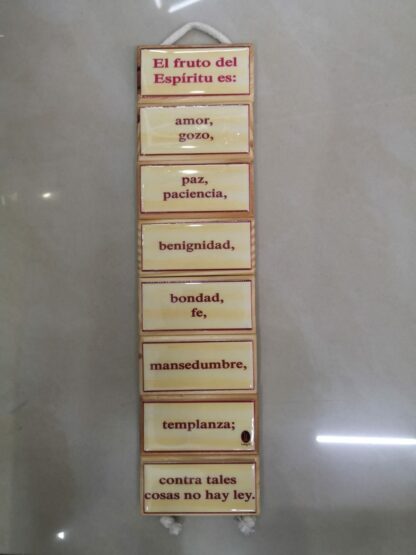 El fruto del
Espíritu es:
amor,
gozo,
paz,
paciencia,
benignidad,
bondad,
fe,
mansedumbre,
templanza;
contra tales
cosas no hay ley.